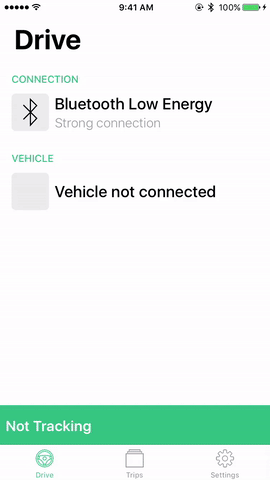 9:41 AM 100%
Drive
CONNECTION
Bluetooth Low Energy
Strong connection
VEHICLE
Vehicle not connected
Not Tracking
Drive Trips Settings